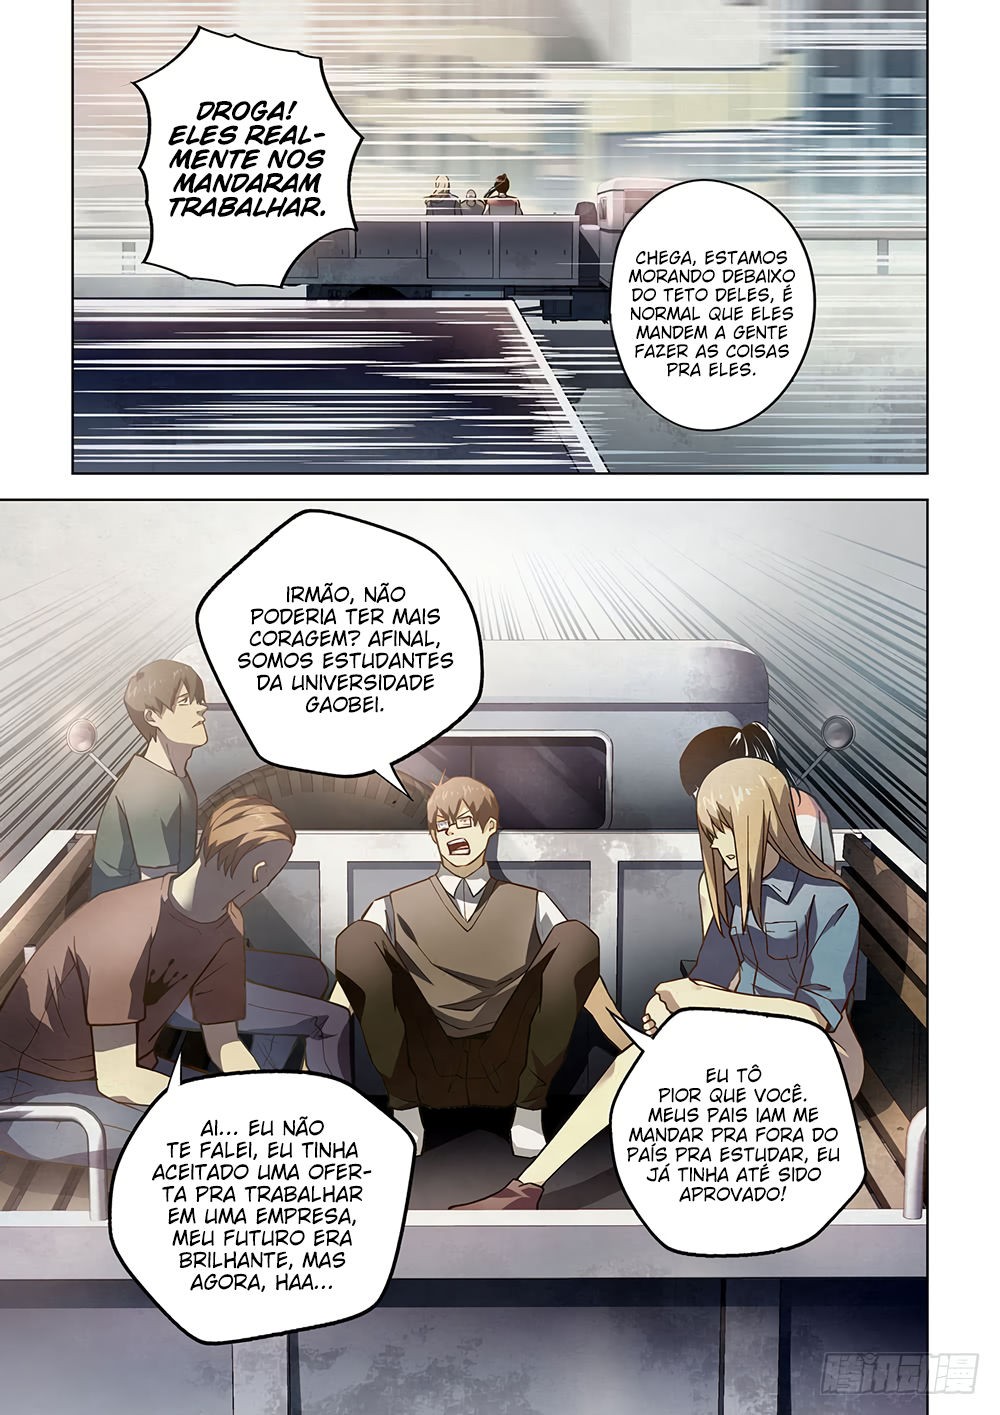 DROGA!
ELES REAL-
MENTE NOS
MANDARAM
TRABALHAR.
CHEGA, ESTAMOS
MORANDO DEBAIXO
DO TETO DELES, É
NORMAL QUE ELES
MANDEM A GENTE
FAZER AS COISAS
PRA ELES.
IRMÃO, NÃO
PODERIA TER MAIS
CORAGEM? AFINAL,
SOMOS ESTUDANTES
DA UNIVERSIDADE
GAOBEI.
EU TÔ
PIOR QUE VOCÊ.
MEUS PAIS IAM ME
MANDAR PRA FORA DO
PAÍS PRA ESTUDAR, EU
JÁ TINHA ATÉ SIDO
APROVADO!
AI... EU NÃO
TE FALEI, EU TINHA
ACEITADO UMA OFER-
TA PRA TRABALHAR
EM UMA EMPRESA,
MEU FUTURO ERA
BRILHANTE, MAS
AGORA, HAA...
腾讯动漫